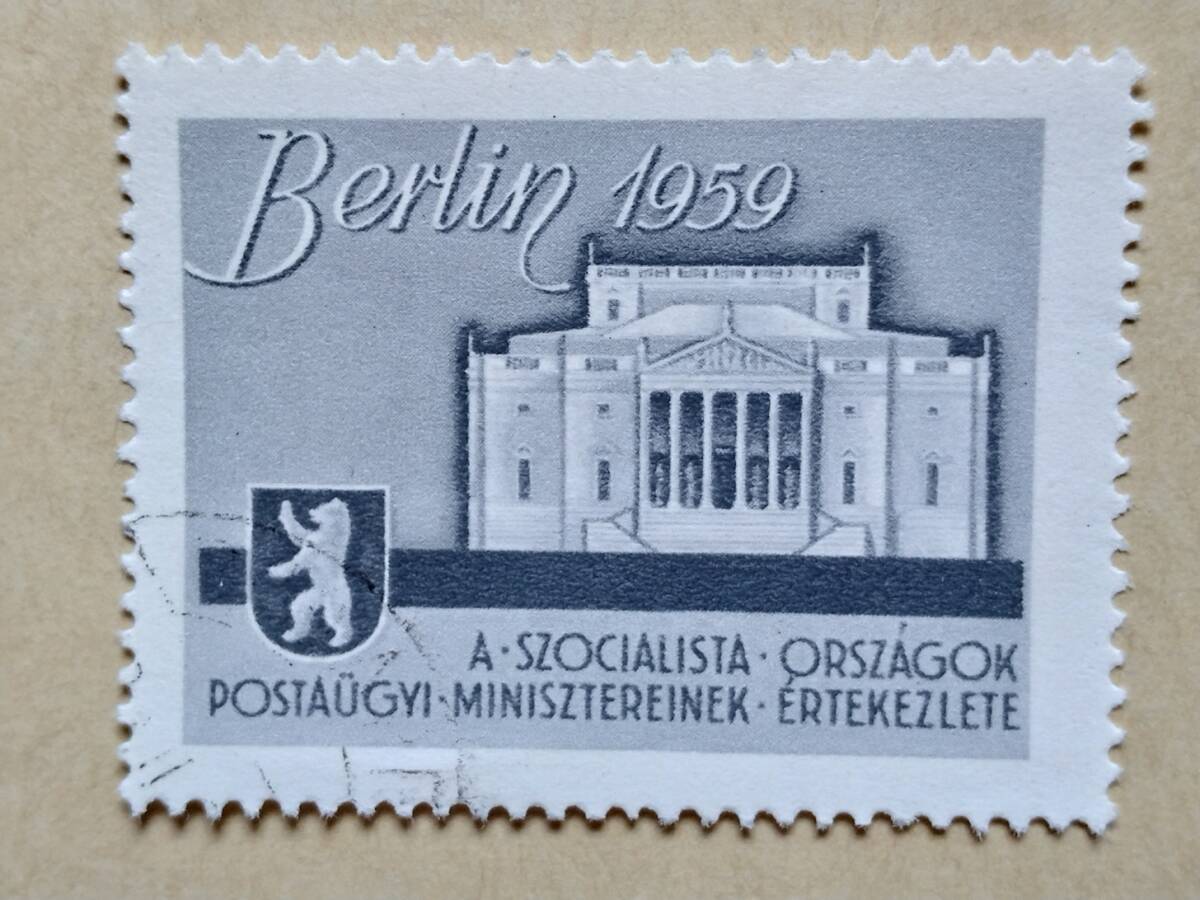 Berlin 1959
A · SZOCIALISTA · ORSZÁGOK
POSTAÜGYI · MINISZTEREINEK · ÉRTEKEZLETE